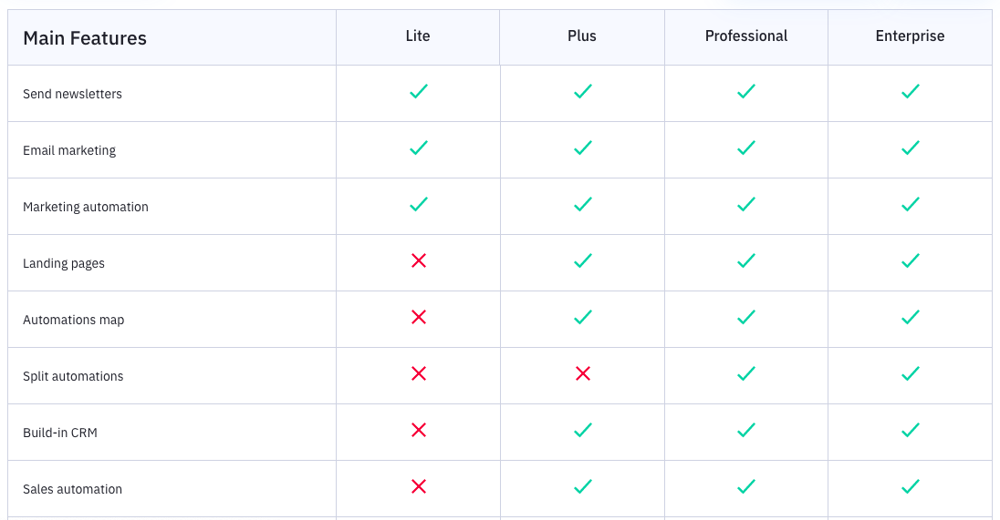 Main Features Lite Plus Professional Enterprise
Send newsletters
Email marketing
Marketing automation
Landing pages
Automations map
Split automations
Build-in CRM
Sales automation